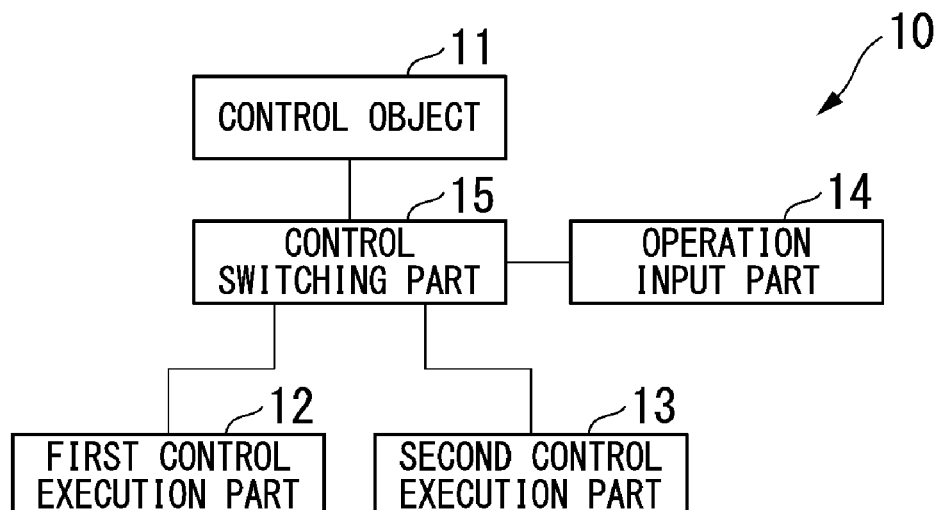 10
11
CONTROL OBJECT
15
CONTROL
SWITCHING PART
14
OPERATION
INPUT PART
12
FIRST CONTROL
EXECUTION PART
13
SECOND CONTROL
EXECUTION PART